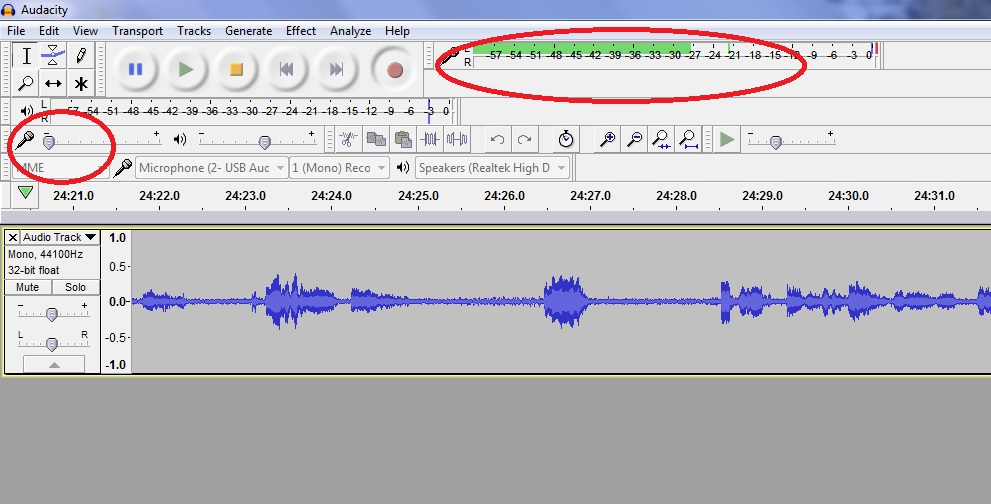 Audacity
File Edit View Transport Tracks Generate Effect Analyze Help
L -57 -54 -51 -48 -45 -42 -39 -36 -33 -30 -27 -24 -21 -18 -15 -12 -9 -6 -3 0
R
L -57 -54 -51 -48 -45 -42 -39 -36 -33 -30 -27 -24 -21 -18 -15 -12 -9 -6 -3 0
R
- + - + - +
MME Microphone (2- USB Auc 1 (Mono) Reco Speakers (Realtek High D
24:21.0 24:22.0 24:23.0 24:24.0 24:25.0 24:26.0 24:27.0 24:28.0 24:29.0 24:30.0 24:31.0
X Audio Track 1.0
Mono, 44100Hz
32-bit float 0.5-
Mute Solo
- + 0.0-
L R -0.5-
-1.0